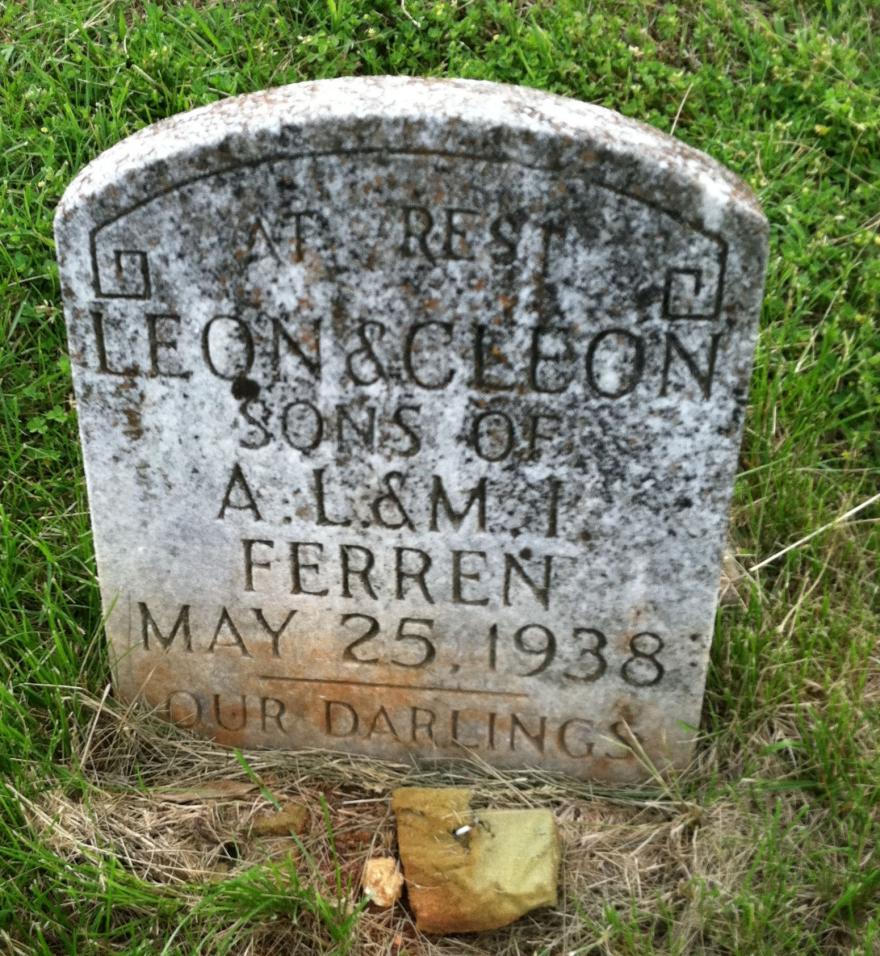 AT REST
LEON & CLEON
SONS OF
A. L. & M. I.
FERREN
MAY 25, 1938
OUR DARLINGS